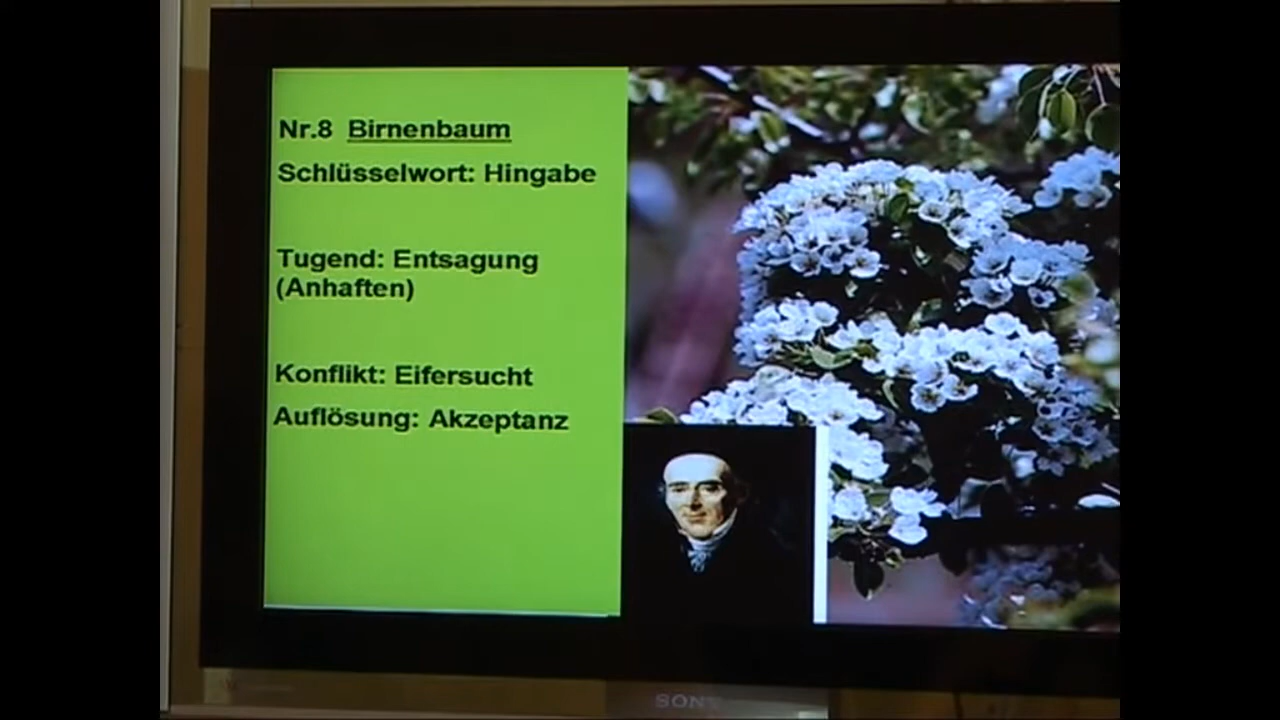 Nr.8 Birnenbaum
Schlüsselwort: Hingabe
Tugend: Entsagung
(Anhaften)
Konflikt: Eifersucht
Auflösung: Akzeptanz
SONY